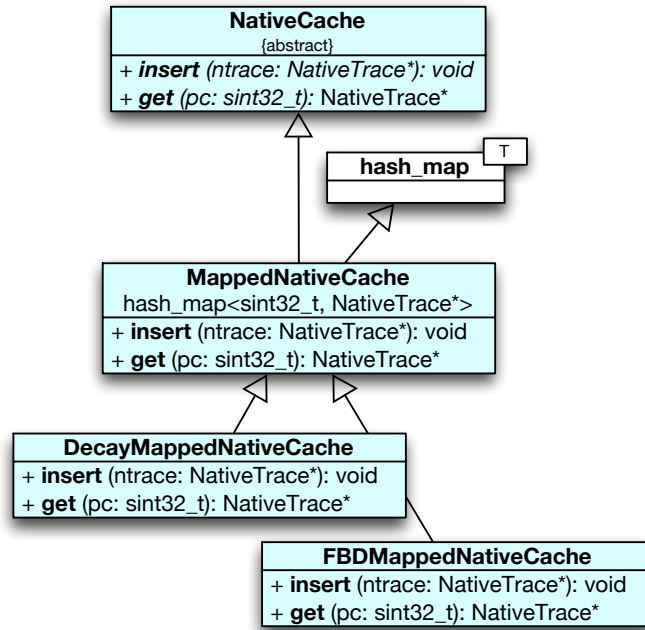 NativeCache
{abstract}
+ insert (ntrace: NativeTrace*): void
+ get (pc: sint32_t): NativeTrace*
T
hash_map
MappedNativeCache
hash_map<sint32_t, NativeTrace*>
+ insert (ntrace: NativeTrace*): void
+ get (pc: sint32_t): NativeTrace*
DecayMappedNativeCache
+ insert (ntrace: NativeTrace*): void
+ get (pc: sint32_t): NativeTrace*
FBDMappedNativeCache
+ insert (ntrace: NativeTrace*): void
+ get (pc: sint32_t): NativeTrace*